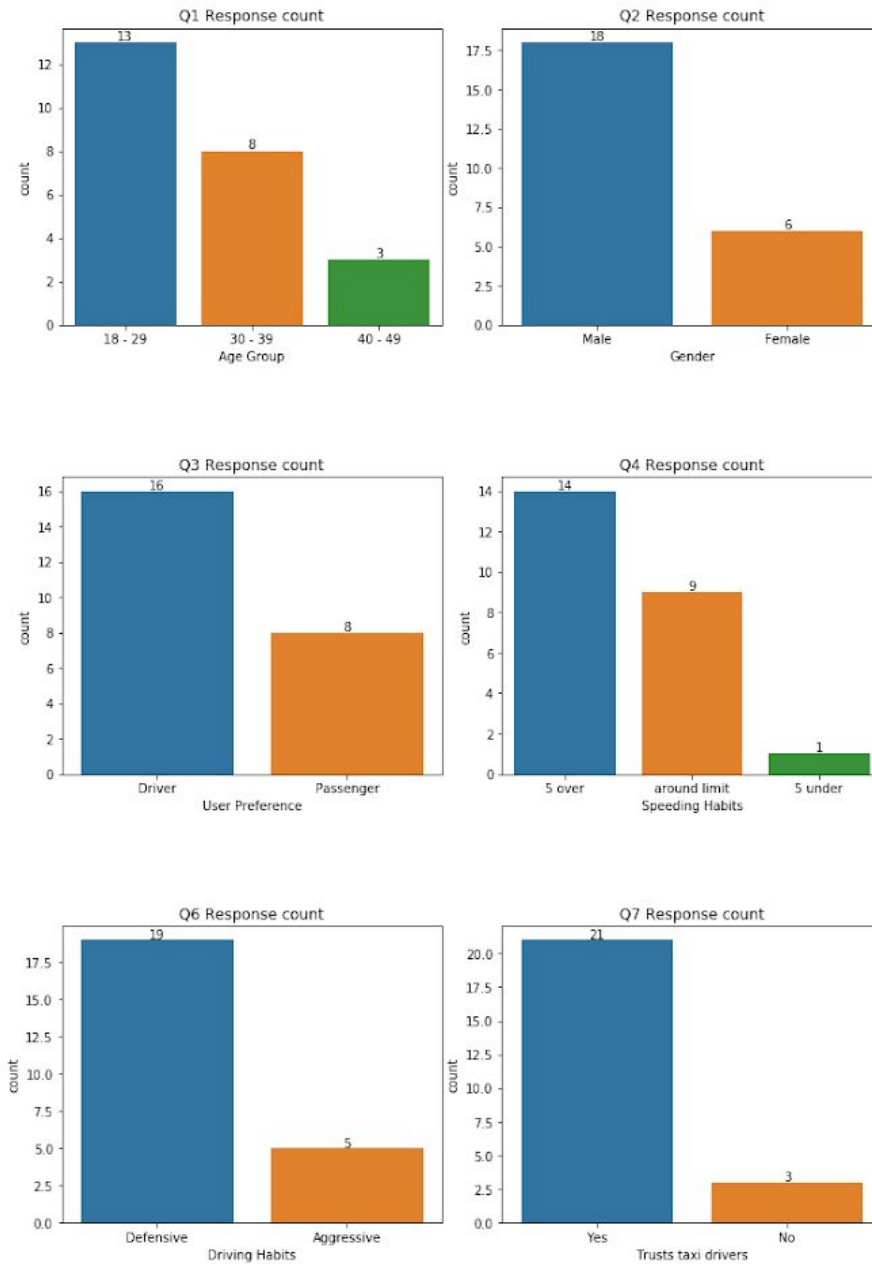 Q1 Response count
13
12
10
8
8
6
4
3
2
0
count
18 - 29 30 - 39 40 - 49
Age Group
Q2 Response count
18
17.5
15.0
12.5
10.0
7.5
6
5.0
2.5
0.0
count
Male Female
Gender
Q3 Response count
16
16
14
12
10
8
8
6
4
2
0
count
Driver Passenger
User Preference
Q4 Response count
14
14
12
10
9
8
6
4
2
1
0
count
5 over around limit 5 under
Speeding Habits
Q6 Response count
19
17.5
15.0
12.5
10.0
7.5
5
5.0
2.5
0.0
count
Defensive Aggressive
Driving Habits
Q7 Response count
21
20.0
17.5
15.0
12.5
10.0
7.5
5.0
3
2.5
0.0
count
Yes No
Trusts taxi drivers